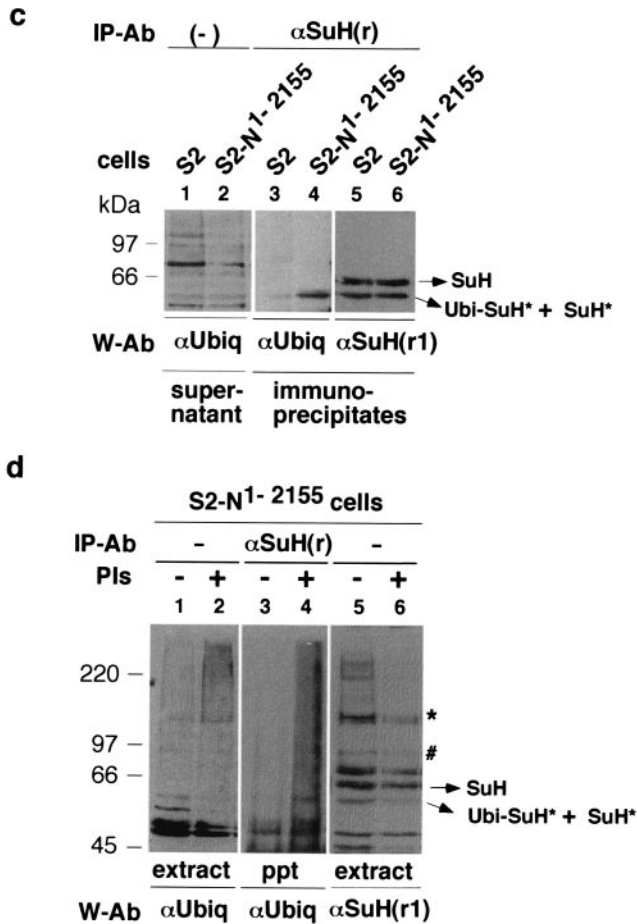 c
IP-Ab (-) αSuH(r)
cells S2 S2-N1- 2155 S2 S2-N1- 2155 S2 S2-N1- 2155
1 2 3 4 5 6
kDa
97
66
SuH
Ubi-SuH* + SuH*
W-Ab αUbiq αUbiq αSuH(r1)
super- immuno-
natant precipitates
d
S2-N1- 2155 cells
IP-Ab - αSuH(r) -
PIs - + - + - +
1 2 3 4 5 6
220
*
97
#
66
SuH
Ubi-SuH* + SuH*
45
extract ppt extract
W-Ab αUbiq αUbiq αSuH(r1)